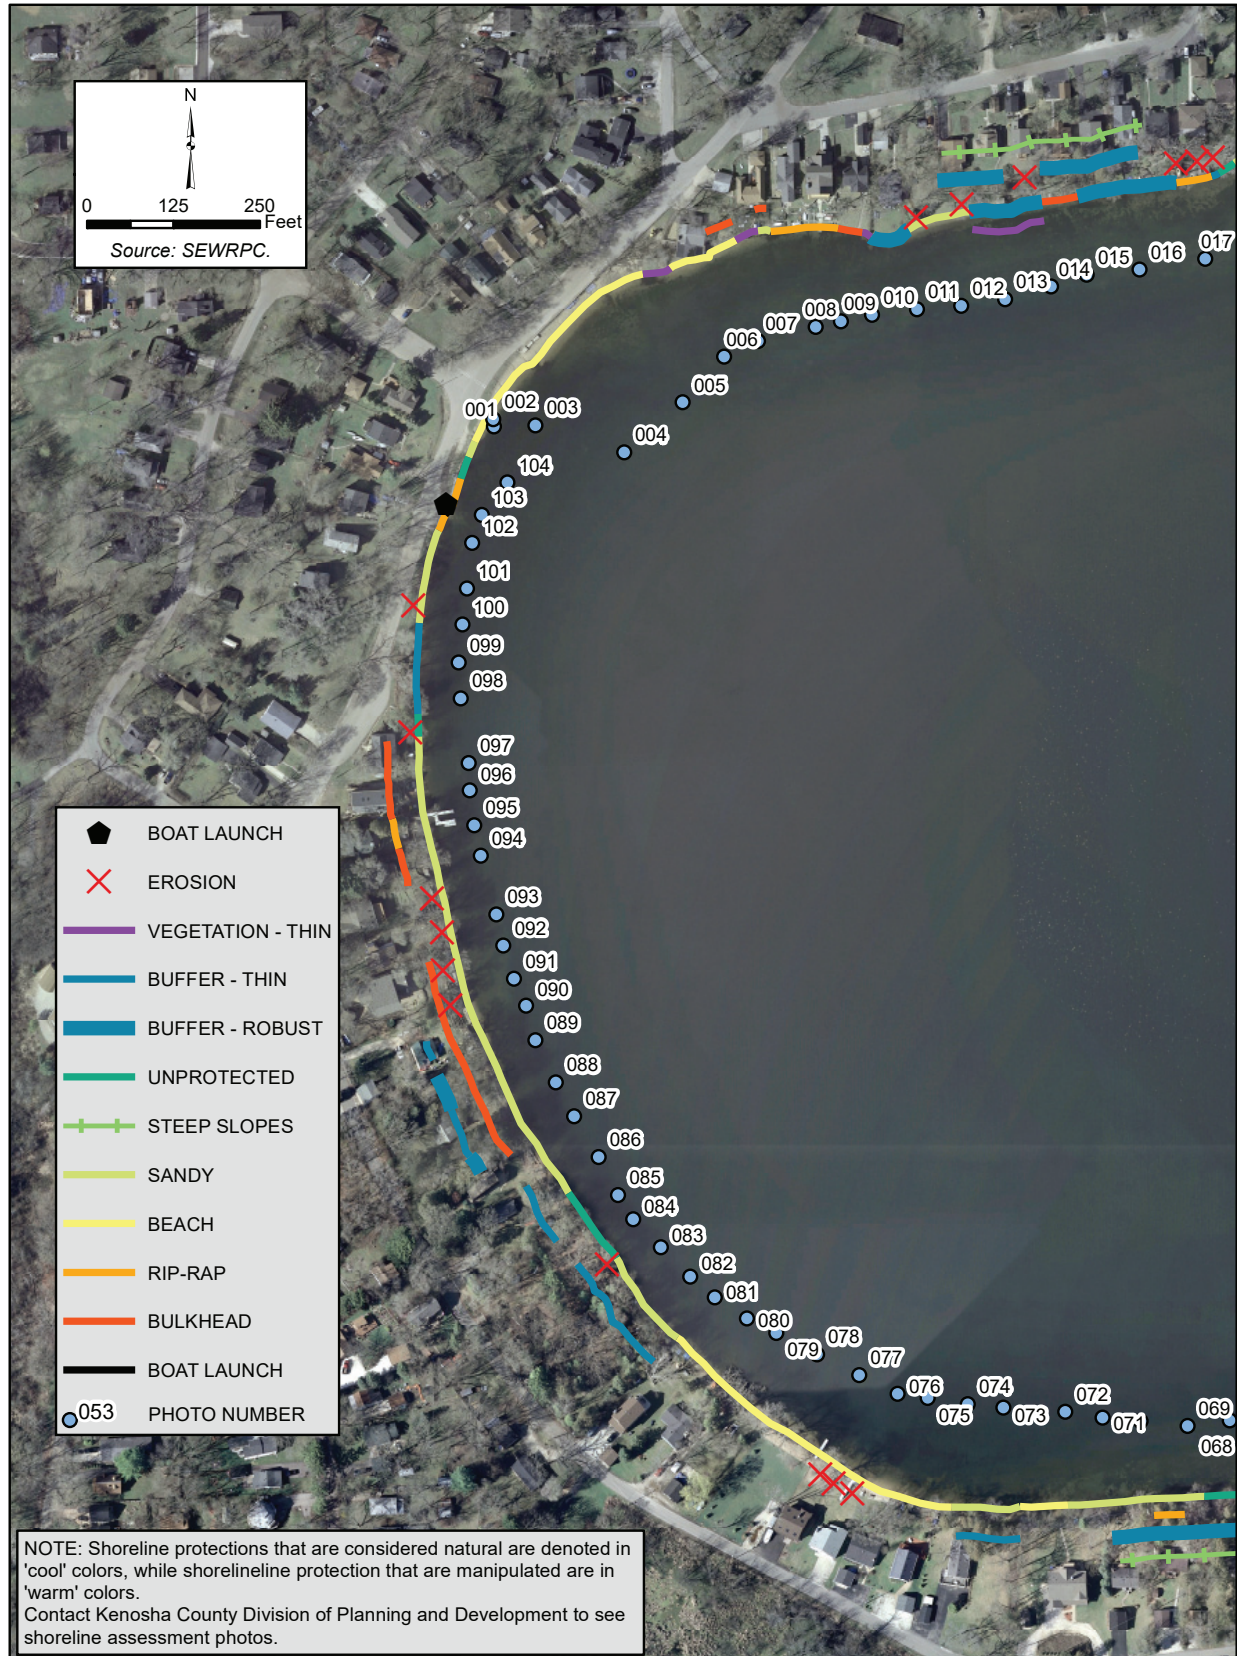 N
0 125 250
Feet
Source: SEWRPC.
017
016
015
014
013
012
011
010
009
008
007
006
005
001 002 003
004
104
103
102
101
100
099
098
097
096
095
094
093
092
091
090
089
088
087
086
085
084
083
082
081
080
079
078
077
076
075
074
073
072
071
069
068
BOAT LAUNCH
EROSION
VEGETATION - THIN
BUFFER - THIN
BUFFER - ROBUST
UNPROTECTED
STEEP SLOPES
SANDY
BEACH
RIP-RAP
BULKHEAD
BOAT LAUNCH
053 PHOTO NUMBER
NOTE: Shoreline protections that are considered natural are denoted in
'cool' colors, while shorelineline protection that are manipulated are in
'warm' colors.
Contact Kenosha County Division of Planning and Development to see
shoreline assessment photos.